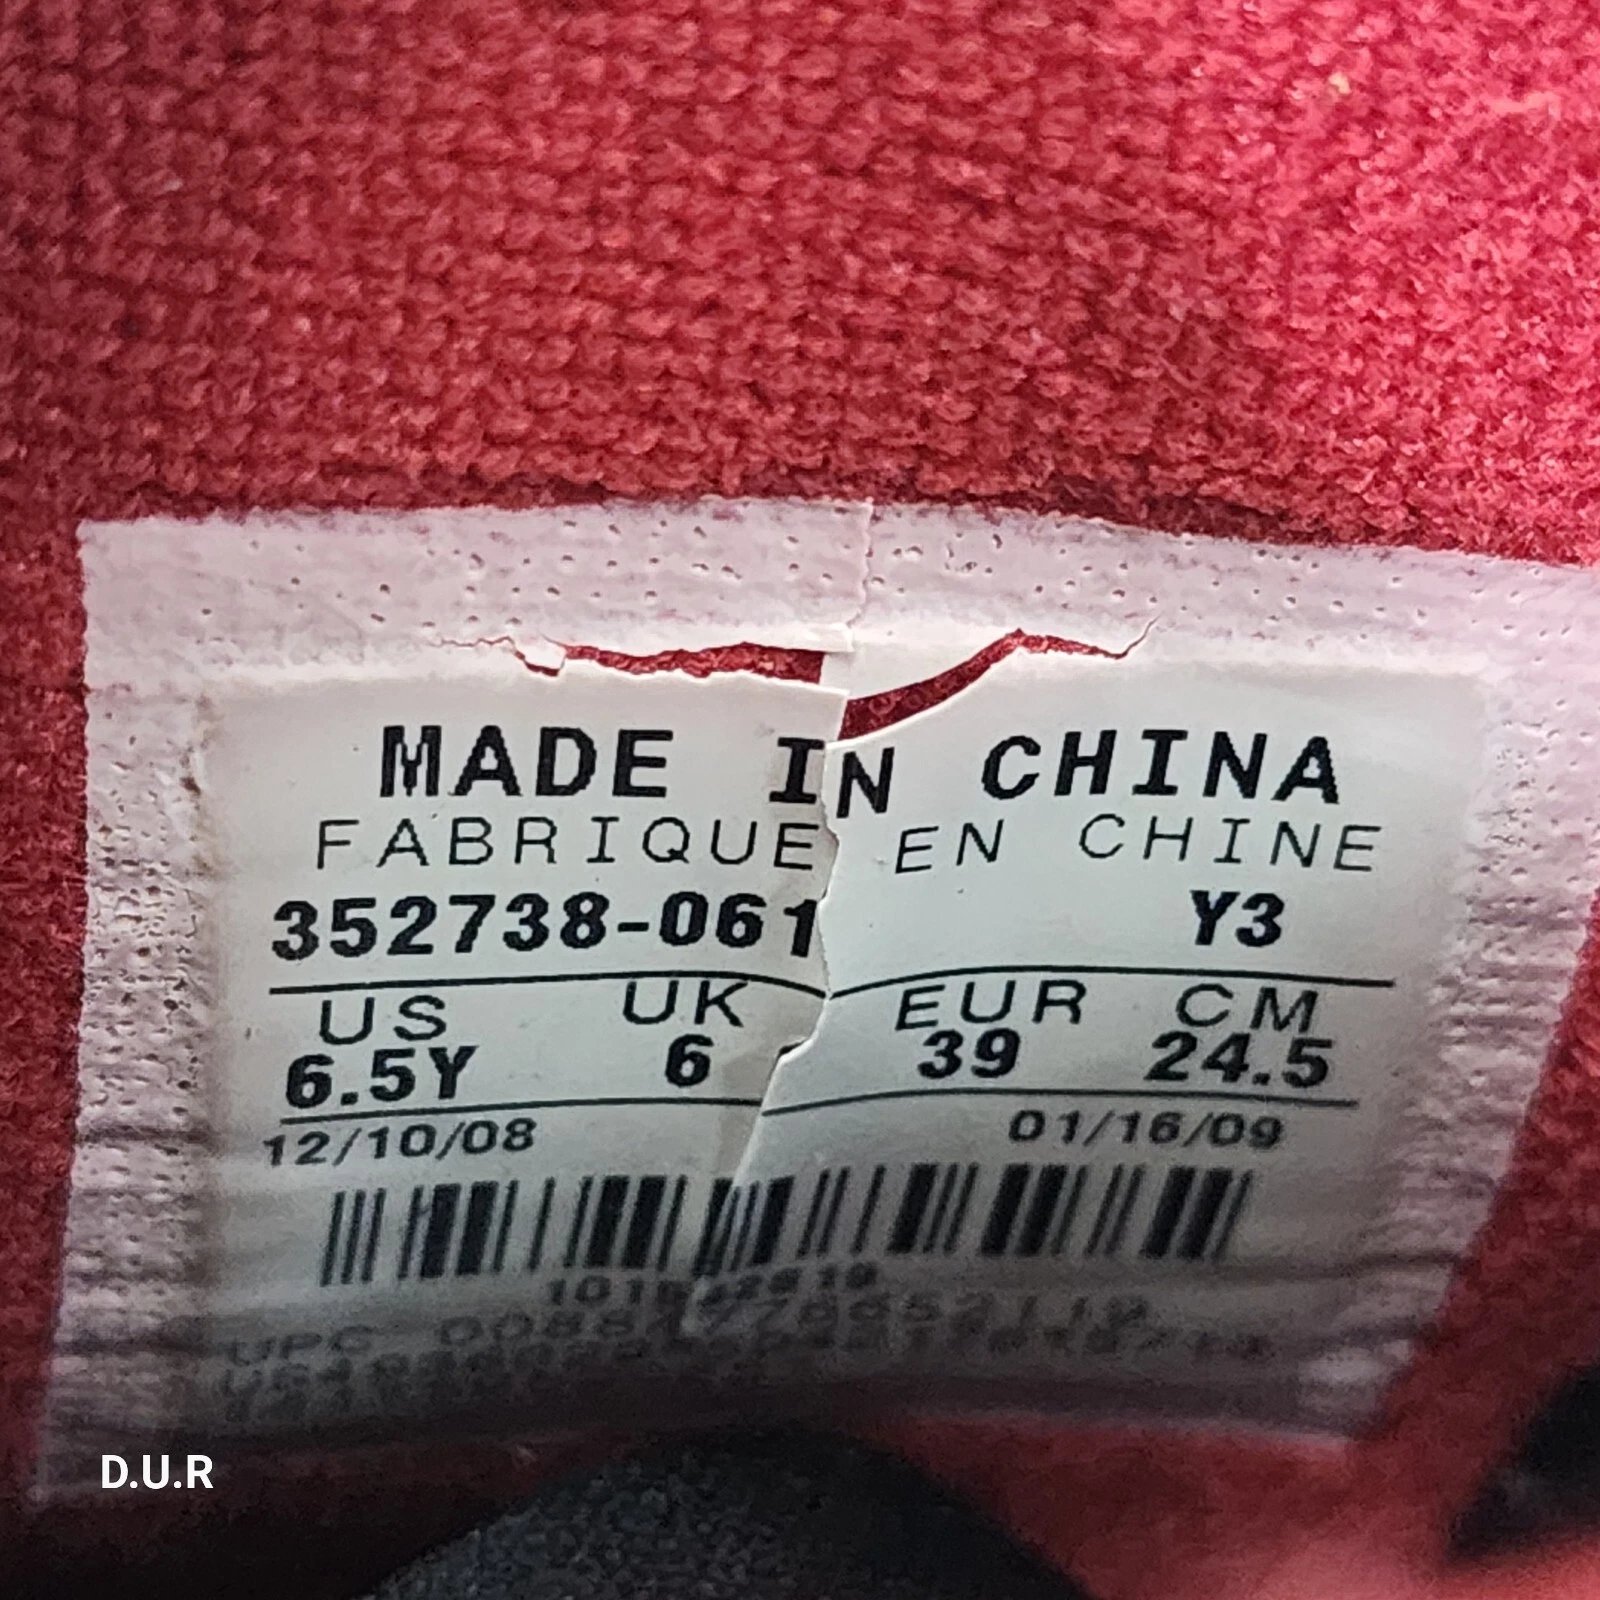 MADE IN CHINA
FABRIQUE EN CHINE
352738-061 Y3
US UK EUR CM
6.5Y 6 39 24.5
12/10/08 01/16/09
UPC
D.U.R